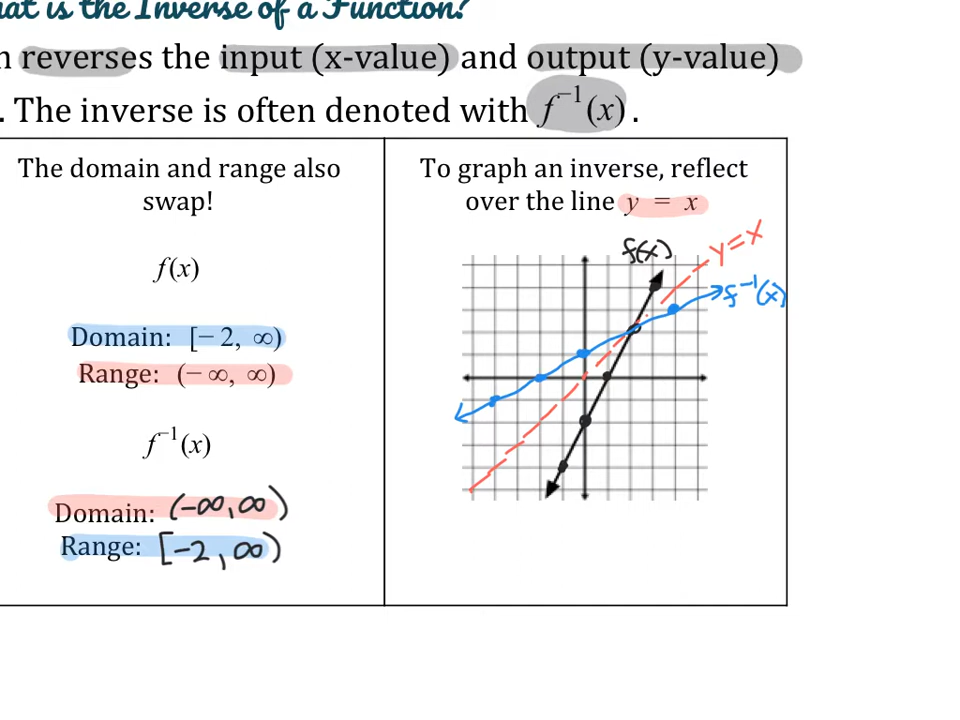 at is the Inverse of a Function?
n reverses the input (x-value) and output (y-value)
. The inverse is often denoted with f⁻¹(x).
The domain and range also
swap!
f(x)
Domain: [−2, ∞)
Range: (−∞, ∞)
f⁻¹(x)
Domain: (-∞, ∞)
Range: [-2, ∞)
To graph an inverse, reflect
over the line y = x
f(x)
y=x
f⁻¹(x)